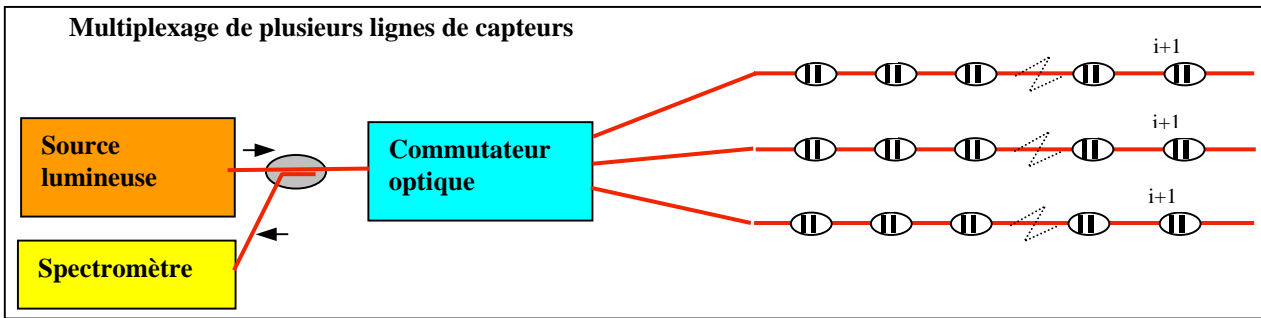 Multiplexage de plusieurs lignes de capteurs
i+1
Source
lumineuse
Commutateur
optique
i+1
i+1
Spectromètre